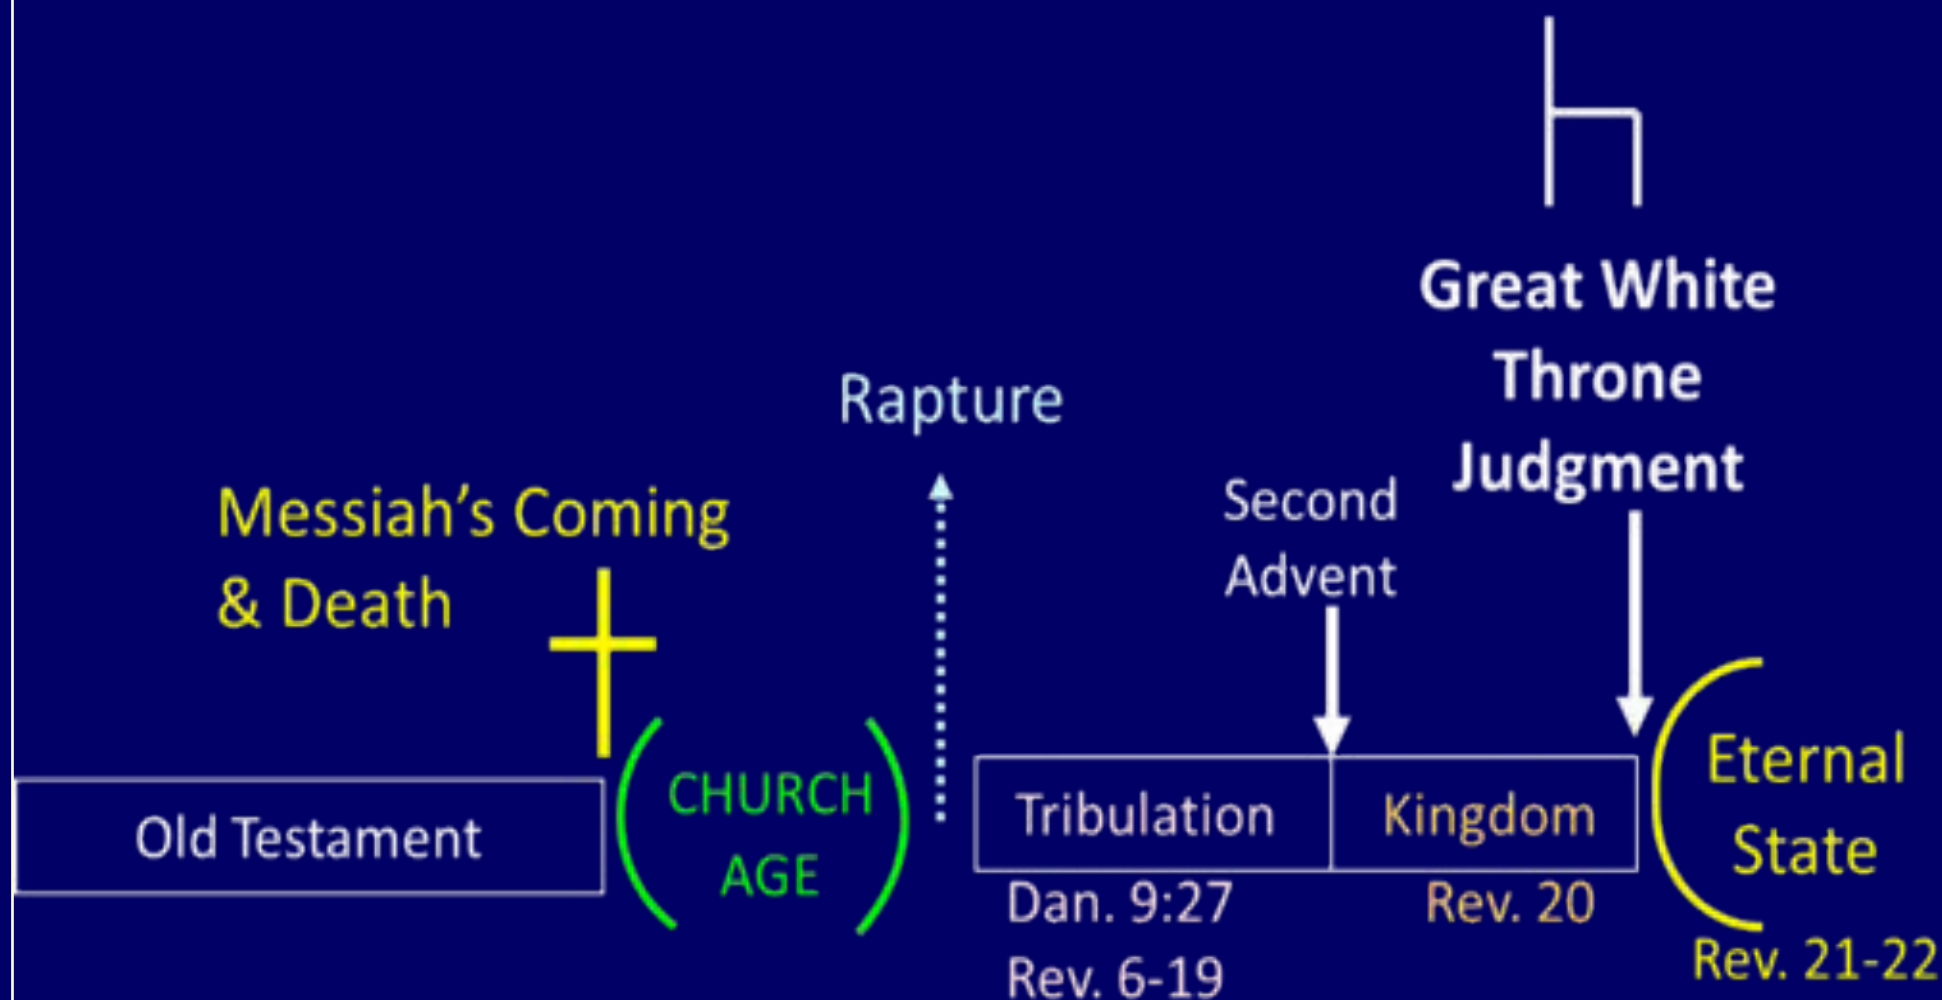 Great White
Throne
Judgment
Rapture
Second
Advent
Messiah’s Coming
& Death
Old Testament
CHURCH
AGE
Tribulation
Kingdom
Eternal
State
Dan. 9:27
Rev. 6-19
Rev. 20
Rev. 21-22